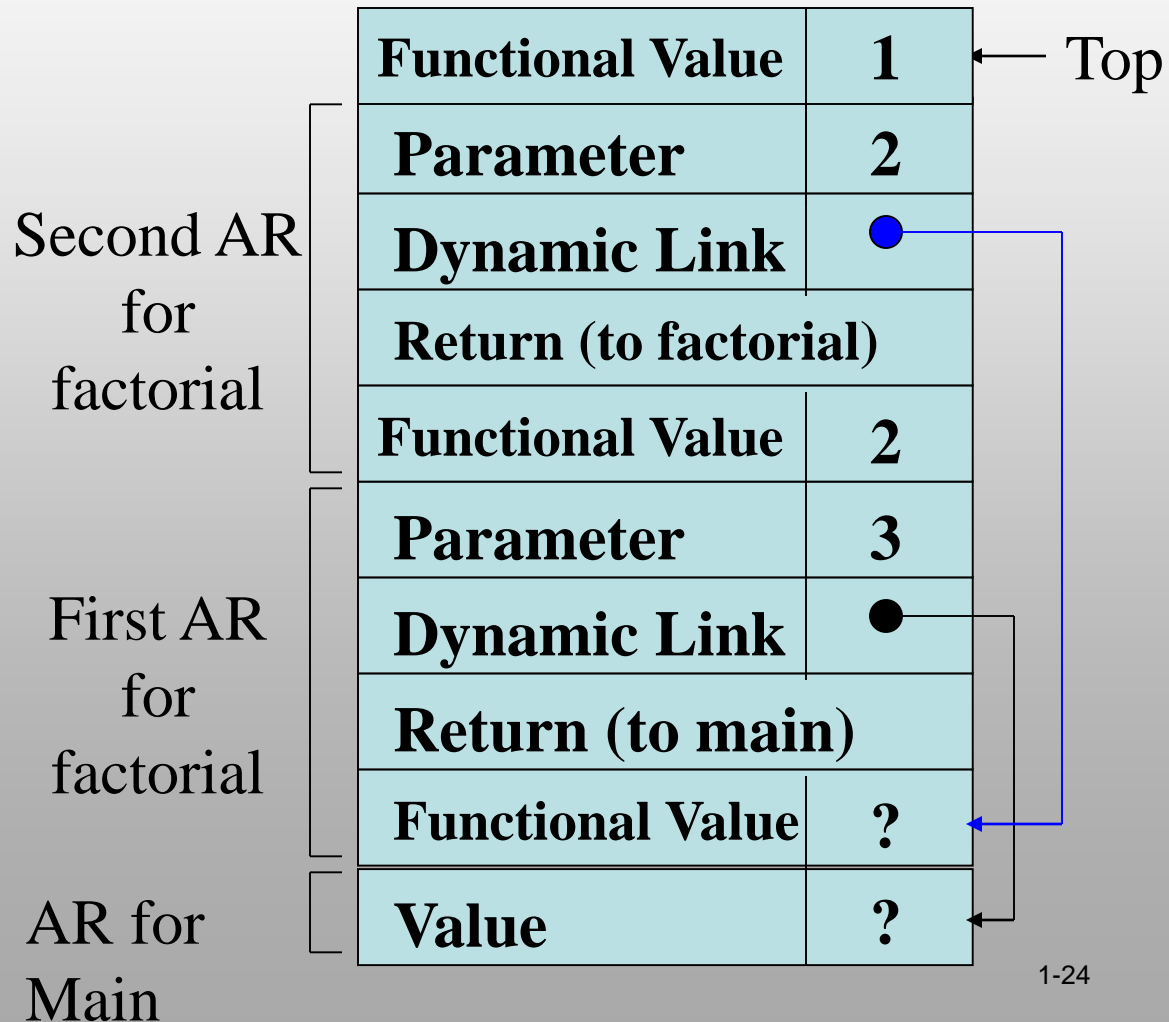 Functional Value 1 Top
Parameter 2
Dynamic Link
Return (to factorial)
Functional Value 2
Second AR
for
factorial
Parameter 3
Dynamic Link
Return (to main)
Functional Value ?
First AR
for
factorial
Value ?
AR for
Main
1-24